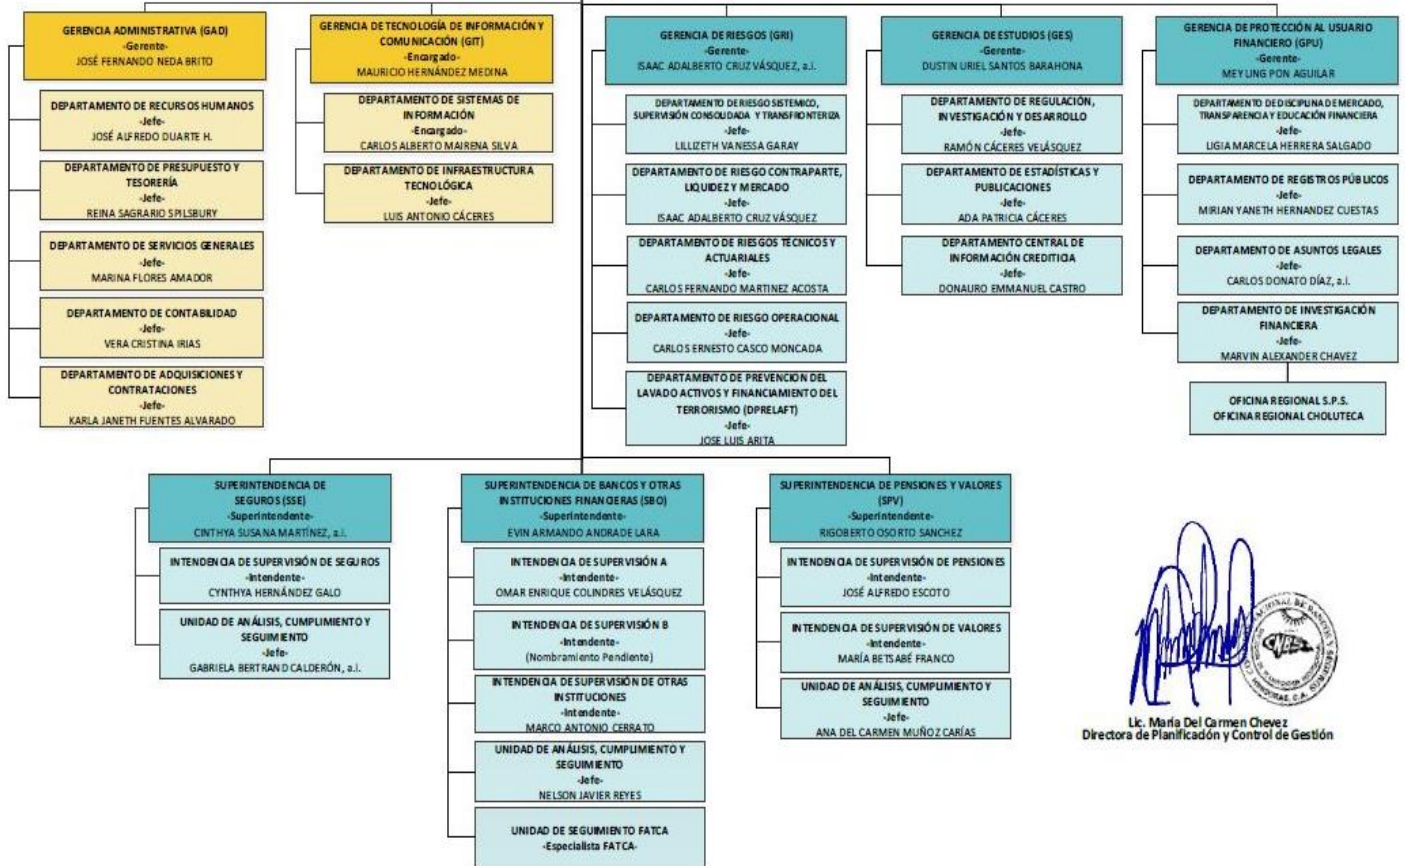 GERENCIA ADMINISTRATIVA (GAD)
-Gerente-
JOSÉ FERNANDO NEDA BRITO
DEPARTAMENTO DE RECURSOS HUMANOS
-Jefe-
JOSÉ ALFREDO DUARTE H.
DEPARTAMENTO DE PRESUPUESTO Y
TESORERÍA
-Jefe-
REINA SAGRARIO SPILSBURY
DEPARTAMENTO DE SERVICIOS GENERALES
-Jefe-
MARINA FLORES AMADOR
DEPARTAMENTO DE CONTABILIDAD
-Jefe-
VERA CRISTINA IRIAS
DEPARTAMENTO DE ADQUISICIONES Y
CONTRATACIONES
-Jefe-
KARLA JANETH FUENTES ALVARADO
GERENCIA DE TECNOLOGÍA DE INFORMACIÓN Y
COMUNICACIÓN (GIT)
-Encargado-
MAURICIO HERNÁNDEZ MEDINA
DEPARTAMENTO DE SISTEMAS DE
INFORMACIÓN
-Encargado-
CARLOS ALBERTO MAIRENA SILVA
DEPARTAMENTO DE INFRAESTRUCTURA
TECNOLÓGICA
-Jefe-
LUIS ANTONIO CÁCERES
GERENCIA DE RIESGOS (GRI)
-Gerente-
ISAAC ADALBERTO CRUZ VÁSQUEZ, a.i.
DEPARTAMENTO DE RIESGO SISTEMICO,
SUPERVISIÓN CONSOLIDADA Y TRANSFRONTERIZA
-Jefe-
LILLIZETH VANESSA GARAY
DEPARTAMENTO DE RIESGO CONTRAPARTE,
LIQUIDEZ Y MERCADO
-Jefe-
ISAAC ADALBERTO CRUZ VÁSQUEZ
DEPARTAMENTO DE RIESGOS TÉCNICOS Y
ACTUARIALES
-Jefe-
CARLOS FERNANDO MARTINEZ ACOSTA
DEPARTAMENTO DE RIESGO OPERACIONAL
-Jefe-
CARLOS ERNESTO CASCO MONCADA
DEPARTAMENTO DE PREVENCION DEL
LAVADO ACTIVOS Y FINANCIAMIENTO DEL
TERRORISMO (DPRELAFT)
-Jefe-
JOSE LUIS ARITA
GERENCIA DE ESTUDIOS (GES)
-Gerente-
DUSTIN URIEL SANTOS BARAHONA
DEPARTAMENTO DE REGULACIÓN,
INVESTIGACIÓN Y DESARROLLO
-Jefe-
RAMÓN CÁCERES VELÁSQUEZ
DEPARTAMENTO DE ESTADÍSTICAS Y
PUBLICACIONES
-Jefe-
ADA PATRICIA CÁCERES
DEPARTAMENTO CENTRAL DE
INFORMACIÓN CREDITICIA
-Jefe-
DONAURO EMMANUEL CASTRO
GERENCIA DE PROTECCIÓN AL USUARIO
FINANCIERO (GPU)
-Gerente-
MEY LING PON AGUILAR
DEPARTAMENTO DE DISCIPLINA DE MERCADO,
TRANSPARENCIA Y EDUCACIÓN FINANCIERA
-Jefe-
LIGIA MARCELA HERRERA SALGADO
DEPARTAMENTO DE REGISTROS PÚBLICOS
-Jefe-
MIRIAN YANETH HERNANDEZ CUESTAS
DEPARTAMENTO DE ASUNTOS LEGALES
-Jefe-
CARLOS DONATO DÍAZ, a.i.
DEPARTAMENTO DE INVESTIGACIÓN
FINANCIERA
-Jefe-
MARVIN ALEXANDER CHAVEZ
OFICINA REGIONAL S.P.S.
OFICINA REGIONAL CHOLUTECA
SUPERINTENDENCIA DE
SEGUROS (SSE)
-Superintendente-
CINTHYA SUSANA MARTÍNEZ, a.i.
INTENDENCIA DE SUPERVISIÓN DE SEGUROS
-Intendente-
CYNTHYA HERNÁNDEZ GALO
UNIDAD DE ANÁLISIS, CUMPLIMIENTO Y
SEGUIMIENTO
-Jefe-
GABRIELA BERTRAND CALDERÓN, a.i.
SUPERINTENDENCIA DE BANCOS Y OTRAS
INSTITUCIONES FINANCIERAS (SBO)
-Superintendente-
EVIN ARMANDO ANDRADE LARA
INTENDENCIA DE SUPERVISIÓN A
-Intendente-
OMAR ENRIQUE COLINDRES VELÁSQUEZ
INTENDENCIA DE SUPERVISIÓN B
-Intendente-
(Nombramiento Pendiente)
INTENDENCIA DE SUPERVISIÓN DE OTRAS
INSTITUCIONES
-Intendente-
MARCO ANTONIO CERRATO
UNIDAD DE ANÁLISIS, CUMPLIMIENTO Y
SEGUIMIENTO
-Jefe-
NELSON JAVIER REYES
UNIDAD DE SEGUIMIENTO FATCA
-Especialista FATCA-
SUPERINTENDENCIA DE PENSIONES Y VALORES
(SPV)
-Superintendente-
RIGOBERTO OSORTO SANCHEZ
INTENDENCIA DE SUPERVISIÓN DE PENSIONES
-Intendente-
JOSÉ ALFREDO ESCOTO
INTENDENCIA DE SUPERVISIÓN DE VALORES
-Intendente-
MARÍA BETSABÉ FRANCO
UNIDAD DE ANÁLISIS, CUMPLIMIENTO Y
SEGUIMIENTO
-Jefe-
ANA DEL CARMEN MUÑOZ CARÍAS
Lic. María Del Carmen Chevez
Directora de Planificación y Control de Gestión